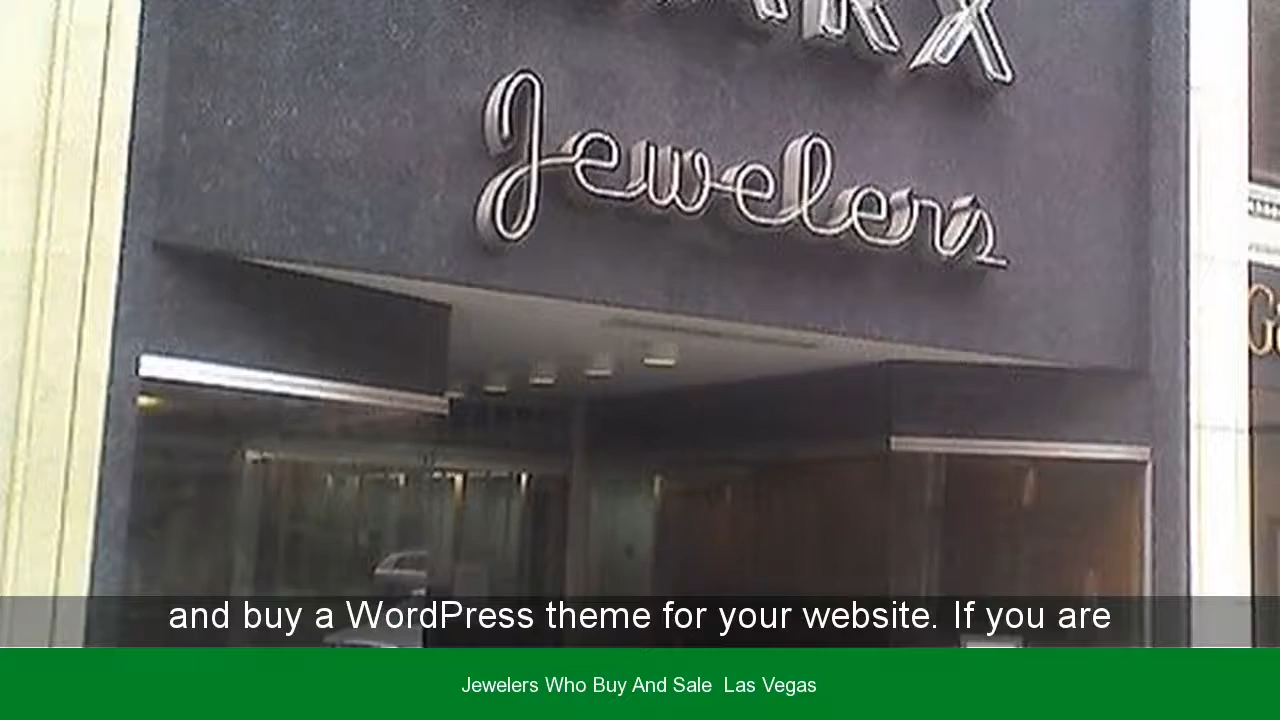 Jewelers
and buy a WordPress theme for your website. If you are
Jewelers Who Buy And Sale  Las Vegas